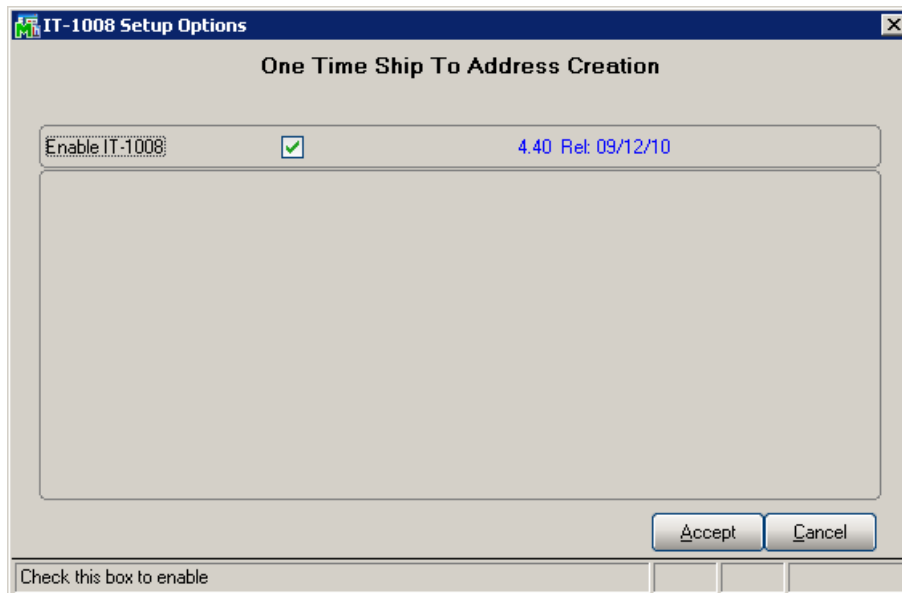 IT-1008 Setup Options
One Time Ship To Address Creation
Enable IT-1008 4.40 Rel: 09/12/10
Accept Cancel
Check this box to enable